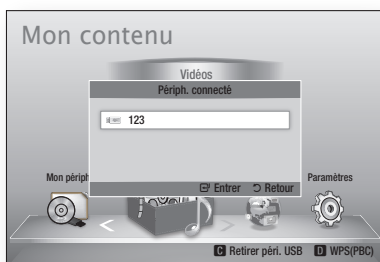 Mon contenu
Vidéos
Périph. connecté
123
Mon périph
Entrer Retour
Paramètres
C Retirer péri. USB D WPS(PBC)